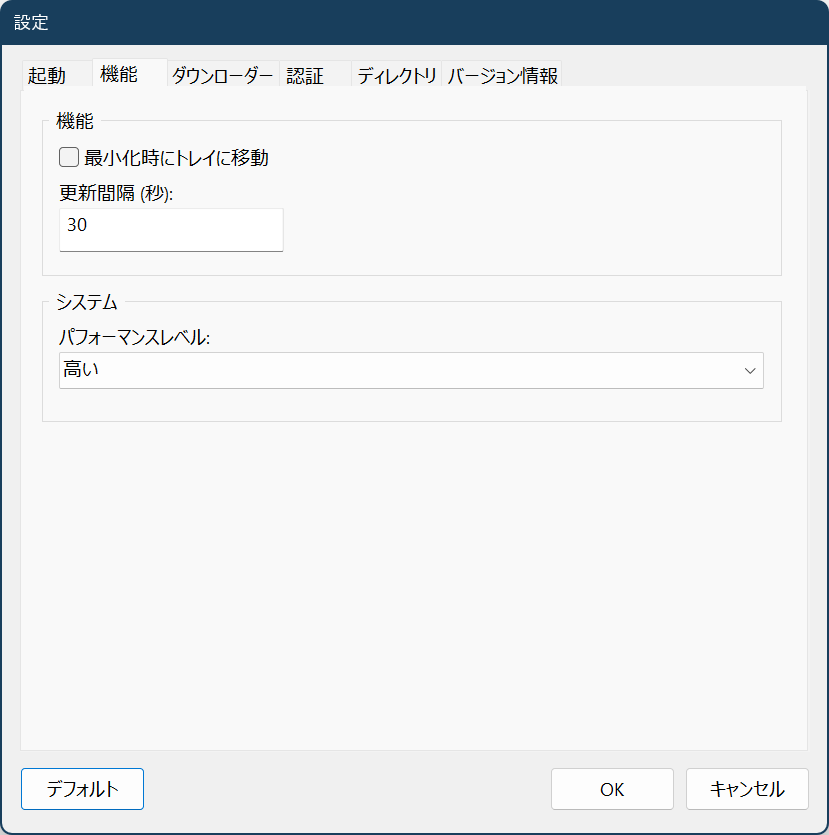 設定
起動 機能 ダウンローダー 認証 ディレクトリ バージョン情報
機能
最小化時にトレイに移動
更新間隔 (秒):
30
システム
パフォーマンスレベル:
高い
デフォルト OK キャンセル